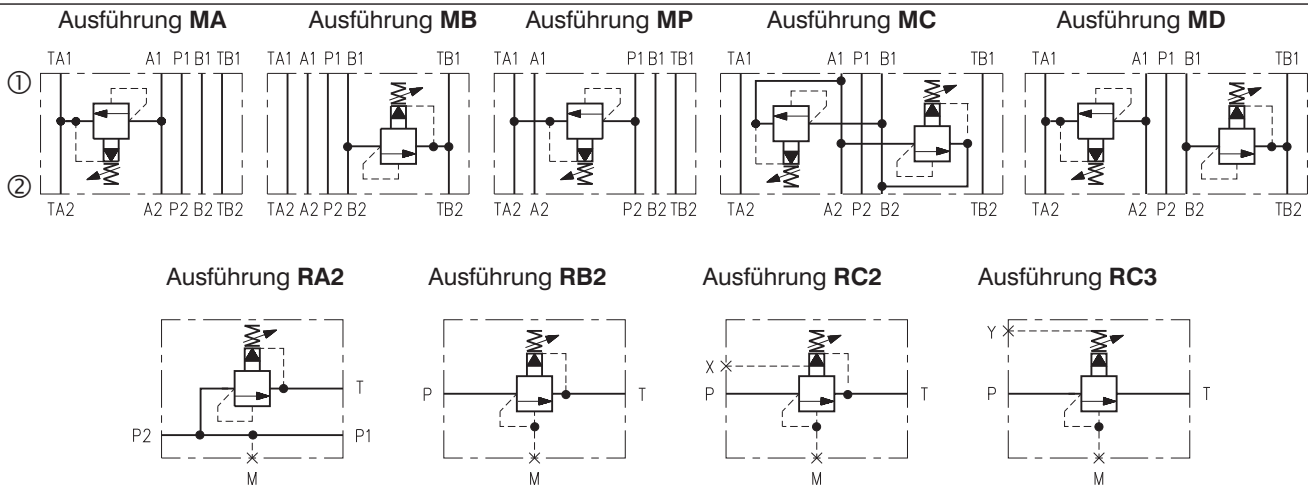 Ausführung MA Ausführung MB Ausführung MP Ausführung MC Ausführung MD
TA1 A1 P1 B1 TB1 TA1 A1 P1 B1 TB1 TA1 A1 P1 B1 TB1 TA1 A1 P1 B1 TB1 TA1 A1 P1 B1 TB1
①
②
TA2 A2 P2 B2 TB2 TA2 A2 P2 B2 TB2 TA2 A2 P2 B2 TB2 TA2 A2 P2 B2 TB2 TA2 A2 P2 B2 TB2
Ausführung RA2 Ausführung RB2 Ausführung RC2 Ausführung RC3
Y
X
T P T P T P T
P2 P1
M M M M